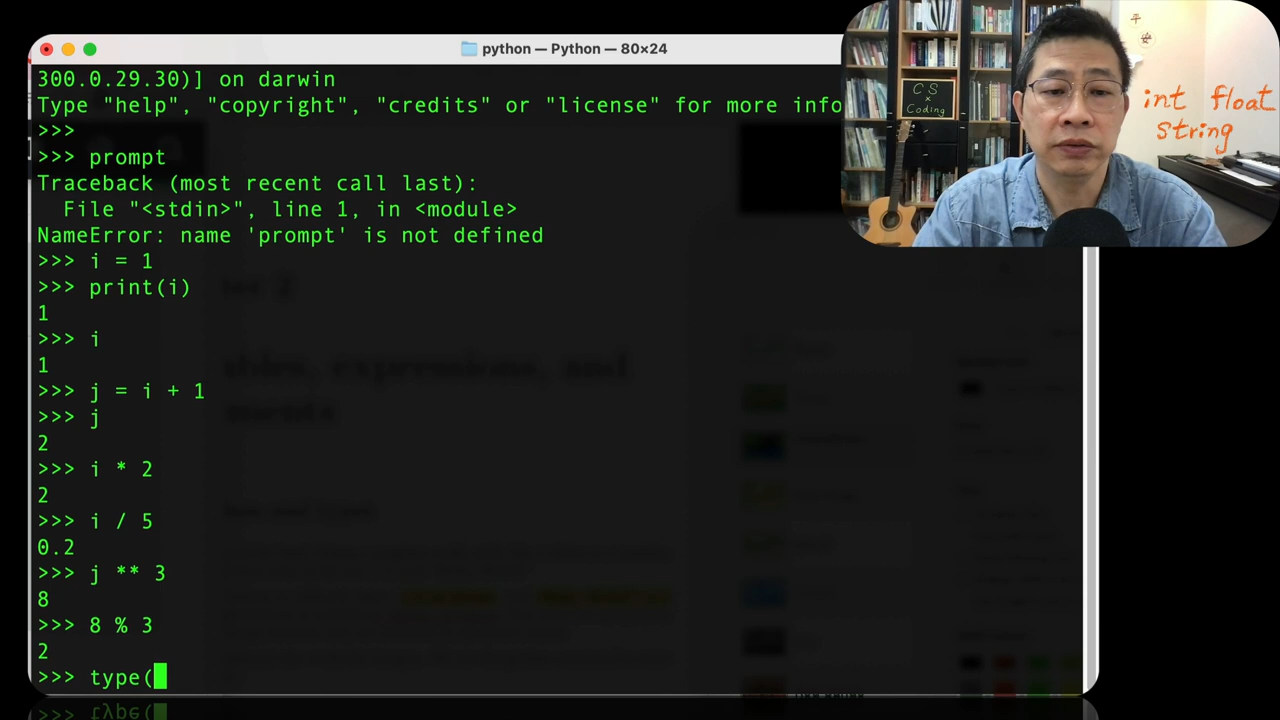 python — Python — 80×24
300.0.29.30)] on darwin
Type "help", "copyright", "credits" or "license" for more info
>>>
>>> prompt
Traceback (most recent call last):
  File "<stdin>", line 1, in <module>
NameError: name 'prompt' is not defined
>>> i = 1
>>> print(i)
1
>>> i
1
>>> j = i + 1
>>> j
2
>>> i * 2
2
>>> i / 5
0.2
>>> j ** 3
8
>>> 8 % 3
2
>>> type(
>>> type(
CS
×
Coding
平
安
int float
string